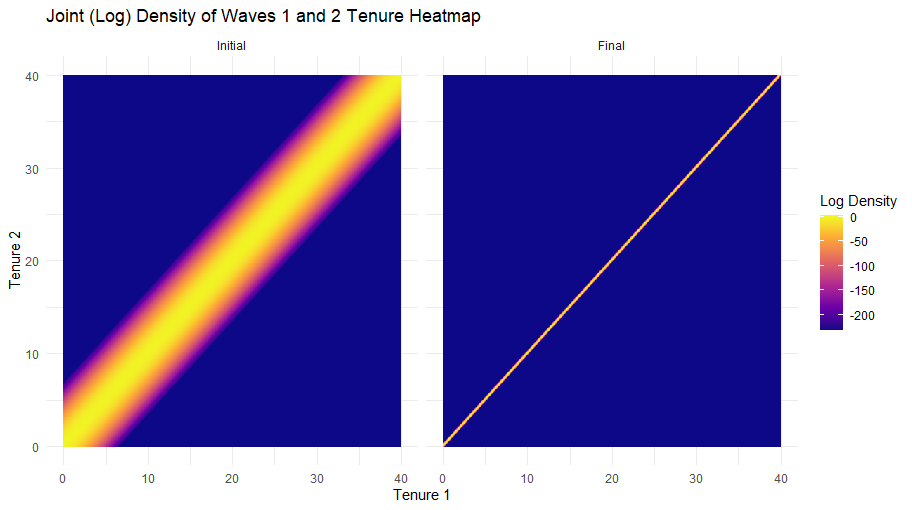 Joint (Log) Density of Waves 1 and 2 Tenure Heatmap
Initial
Final
40
30
20
10
0
Tenure 2
0 10 20 30 40
0 10 20 30 40
Tenure 1
Log Density
0
-50
-100
-150
-200